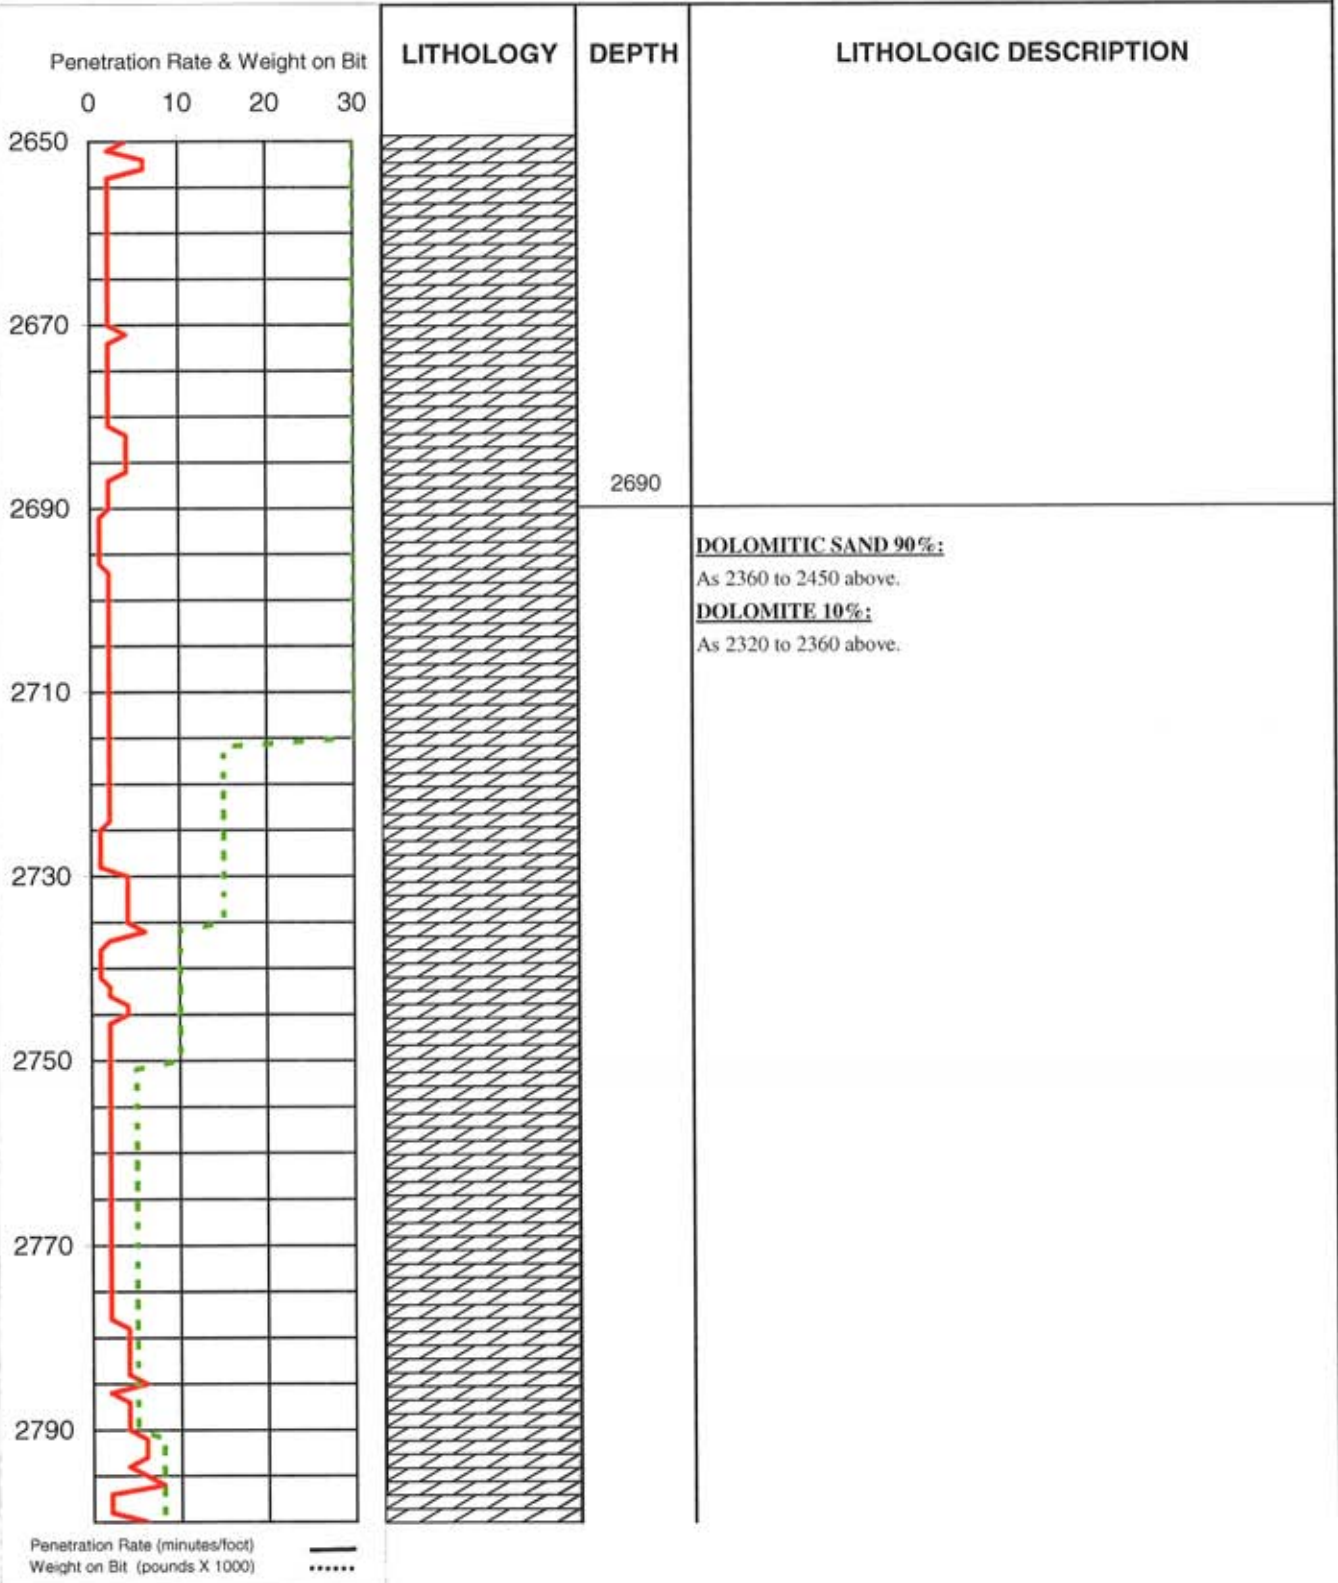 Penetration Rate & Weight on Bit
0 10 20 30
LITHOLOGY
DEPTH
LITHOLOGIC DESCRIPTION
2650
2670
2690
2710
2730
2750
2770
2790
2690
DOLOMITIC SAND 90%:
As 2360 to 2450 above.
DOLOMITE 10%:
As 2320 to 2360 above.
Penetration Rate (minutes/foot)
Weight on Bit (pounds X 1000)